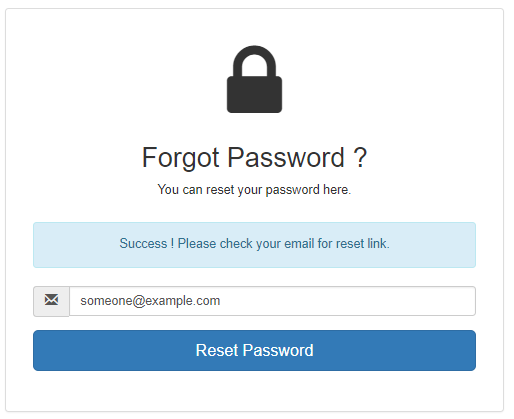 Forgot Password ?
You can reset your password here.
Success ! Please check your email for reset link.
someone@example.com
Reset Password